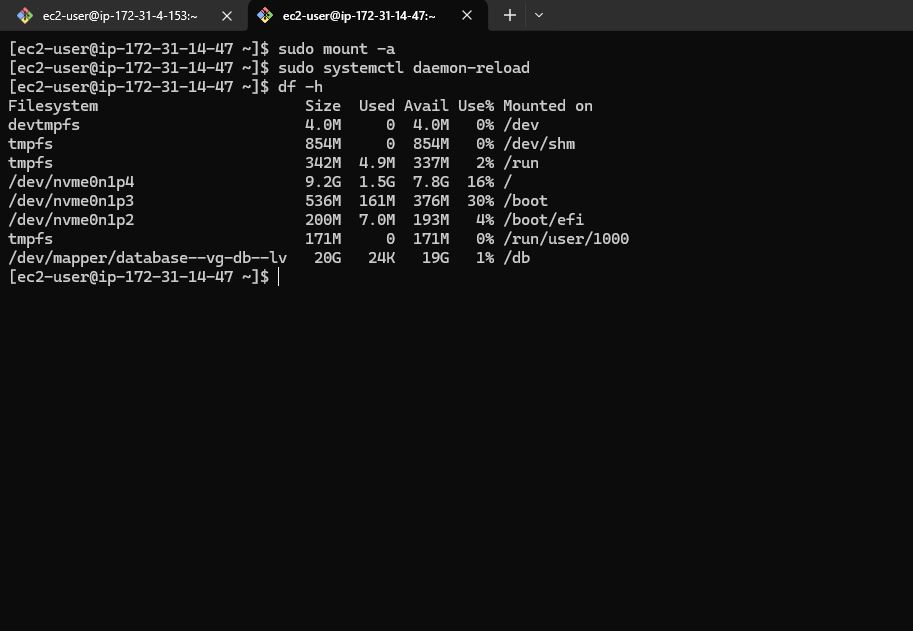 ec2-user@ip-172-31-4-153:~
ec2-user@ip-172-31-14-47:~
[ec2-user@ip-172-31-14-47 ~]$ sudo mount -a
[ec2-user@ip-172-31-14-47 ~]$ sudo systemctl daemon-reload
[ec2-user@ip-172-31-14-47 ~]$ df -h
Filesystem                        Size  Used Avail Use% Mounted on
devtmpfs                          4.0M     0  4.0M   0% /dev
tmpfs                             854M     0  854M   0% /dev/shm
tmpfs                             342M  4.9M  337M   2% /run
/dev/nvme0n1p4                    9.2G  1.5G  7.8G  16% /
/dev/nvme0n1p3                    536M  161M  376M  30% /boot
/dev/nvme0n1p2                    200M  7.0M  193M   4% /boot/efi
tmpfs                             171M     0  171M   0% /run/user/1000
/dev/mapper/database--vg-db--lv   20G   24K   19G   1% /db
[ec2-user@ip-172-31-14-47 ~]$